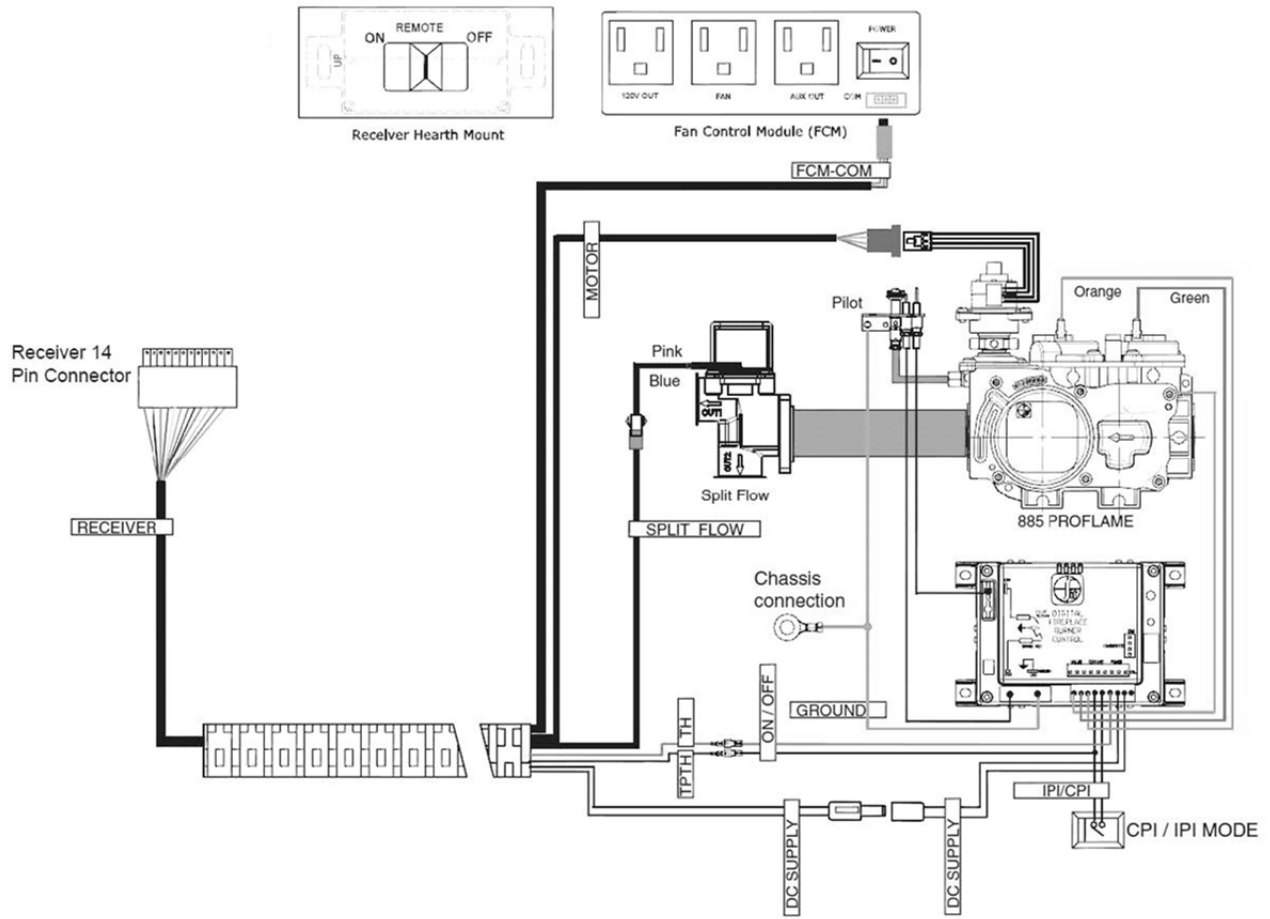 REMOTE
ON
OFF
UP
Receiver Hearth Mount
POWER
120V OUT
FAN
AUX OUT
COM
Fan Control Module (FCM)
FCM-COM
MOTOR
Orange
Green
Pilot
Pink
Blue
OUT1
OUT2
Split Flow
885 PROFLAME
Receiver 14
Pin Connector
RECEIVER
SPLIT FLOW
Chassis
connection
DIGITAL
FIREPLACE
BURNER
CONTROL
GROUND
ON / OFF
TH
TPTH
IPI/CPI
CPI / IPI MODE
DC SUPPLY
DC SUPPLY